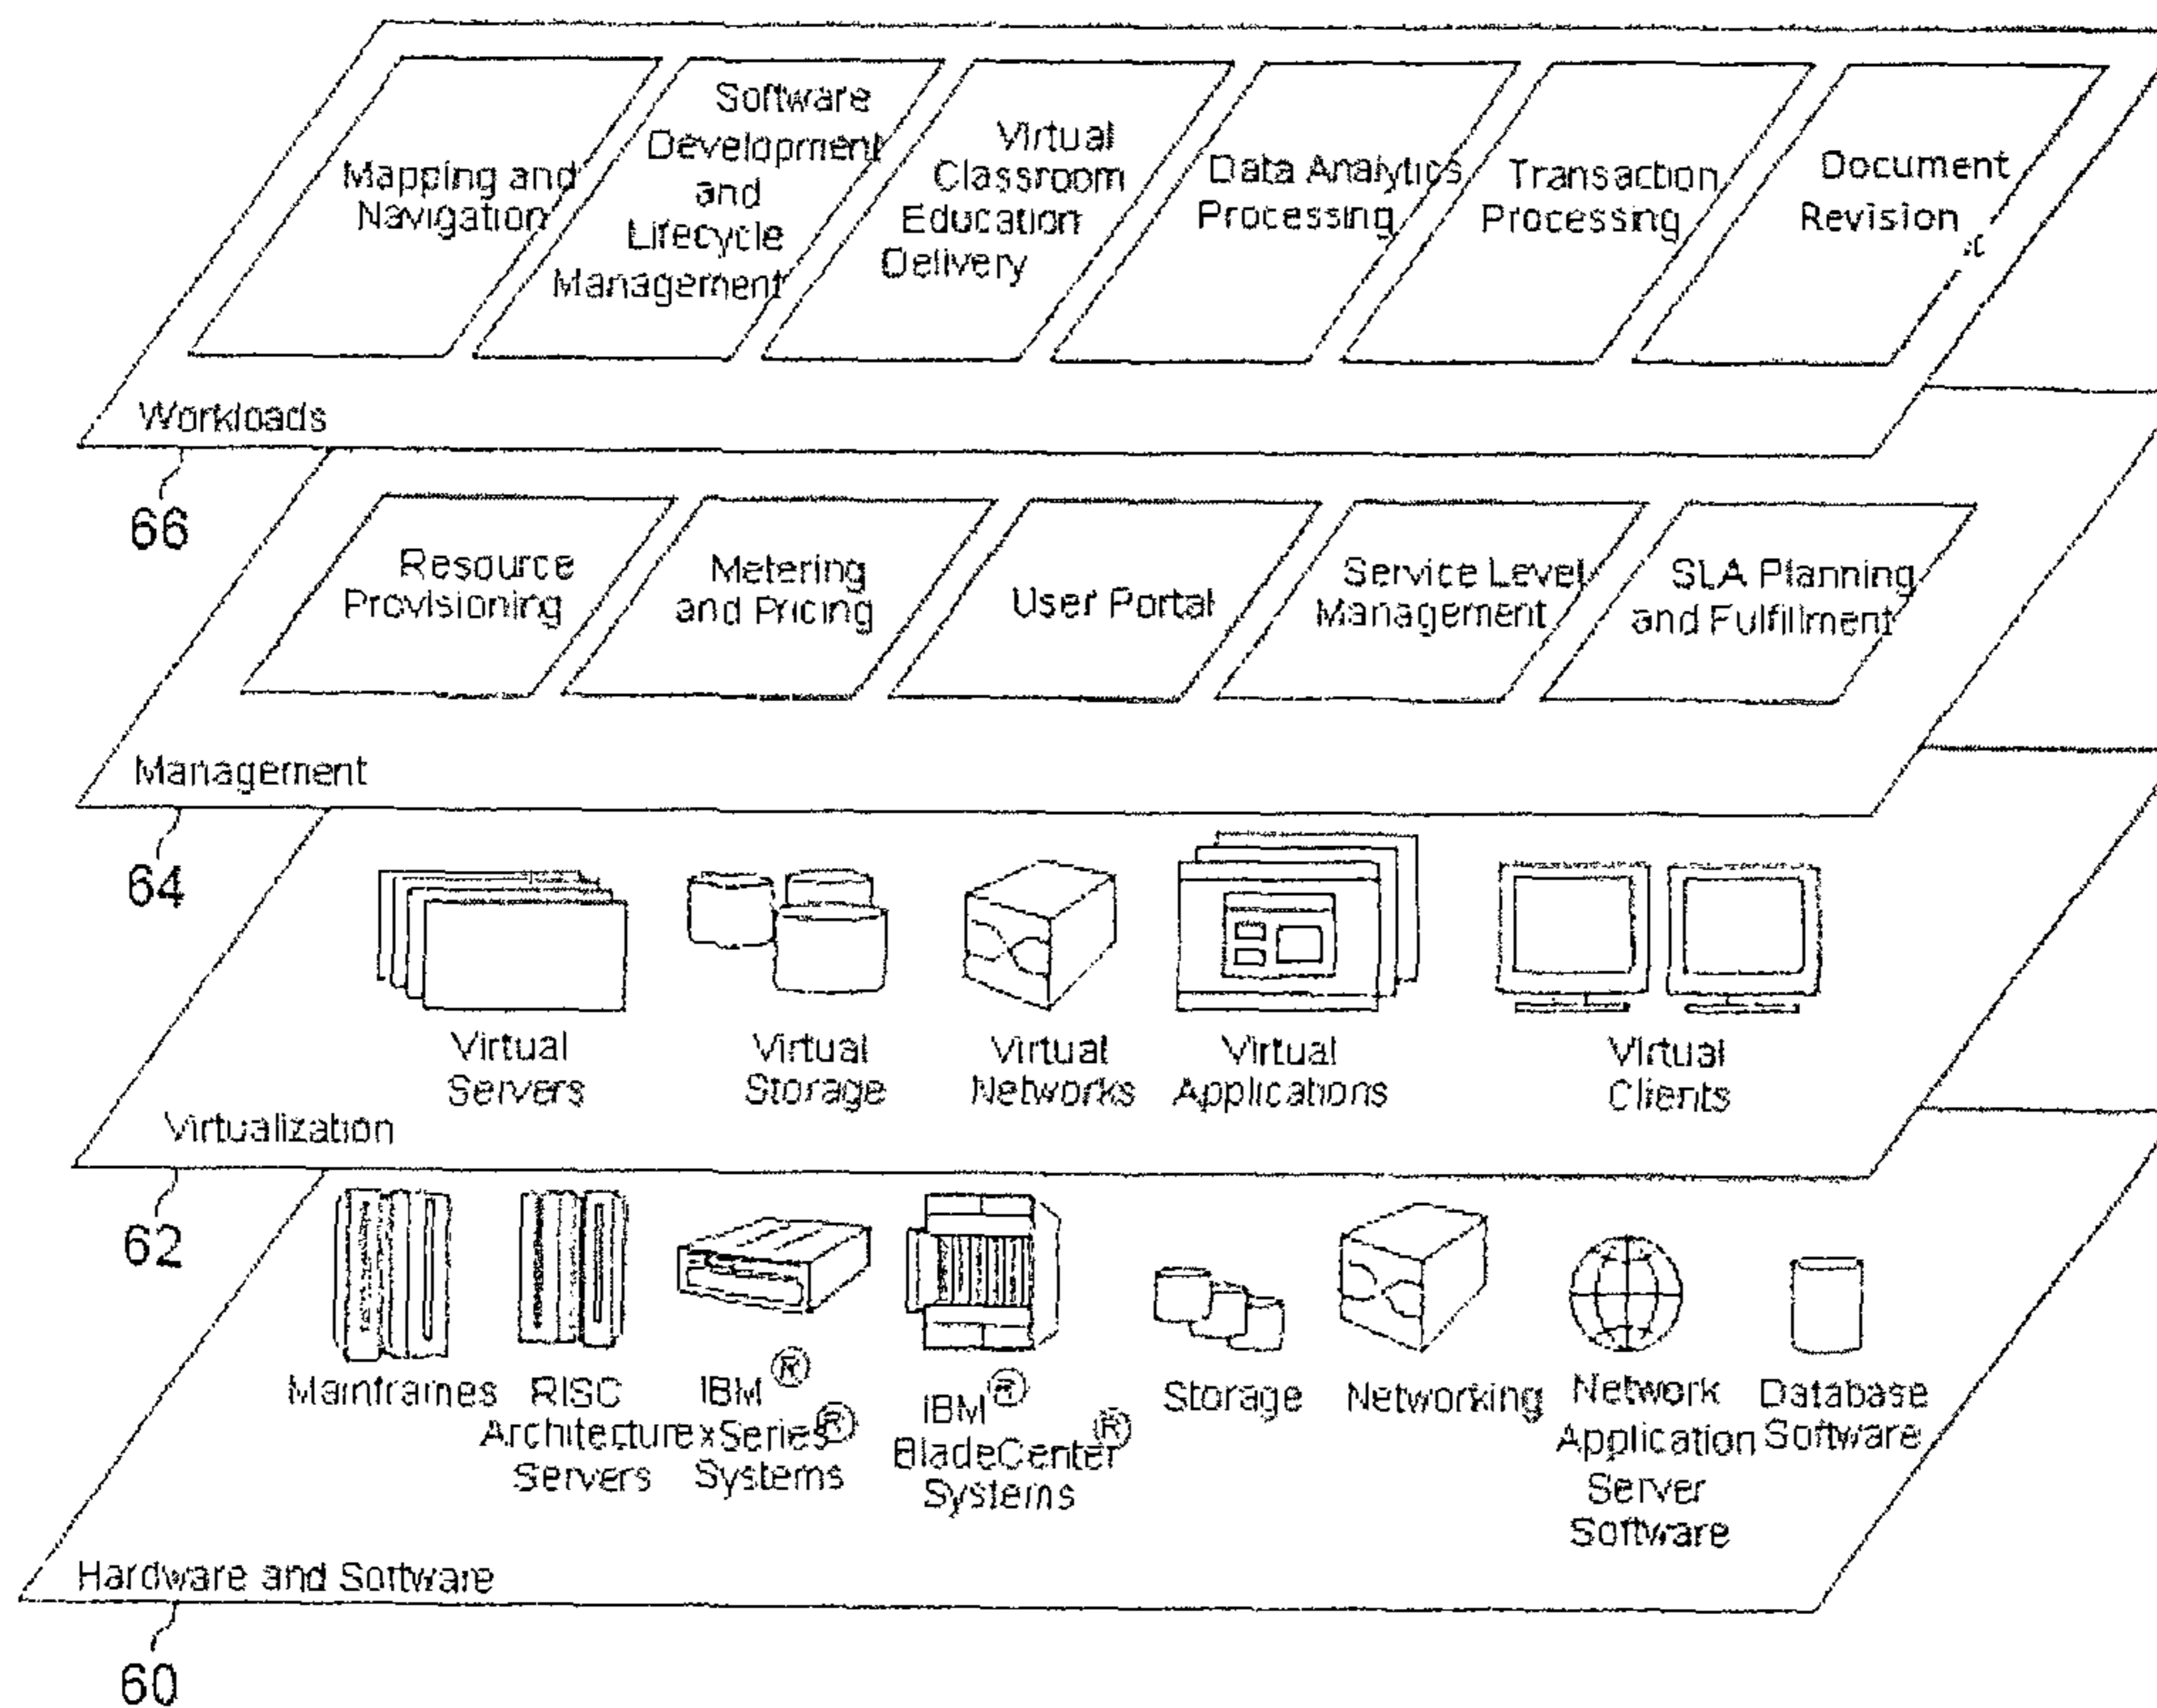 Mapping and
Navigation
Software
Development
and
Lifecycle
Management
Virtual
Classroom
Education
Delivery
Data Analytics
Processing
Transaction
Processing
Document
Revision
Workloads
66
Resource
Provisioning
Metering
and Pricing
User Portal
Service Level
Management
SLA Planning
and Fulfillment
Management
64
Virtual
Servers
Virtual
Storage
Virtual
Networks
Virtual
Applications
Virtual
Clients
Virtualization
62
Mainframes
RISC
Architecture
Servers
IBM®
xSeries®
Systems
IBM®
BladeCenter®
Systems
Storage
Networking
Network
Application
Server
Software
Database
Software
Hardware and Software
60